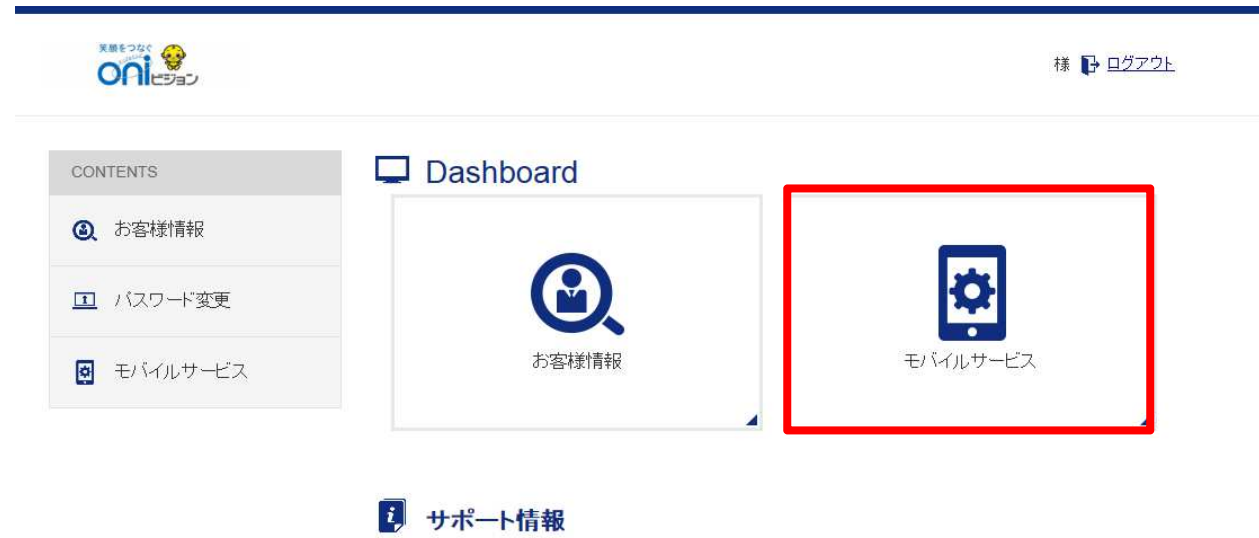 笑顔をつなぐ
oniビジョン
様 ログアウト
CONTENTS
お客様情報
パスワード変更
モバイルサービス
Dashboard
お客様情報
モバイルサービス
サポート情報